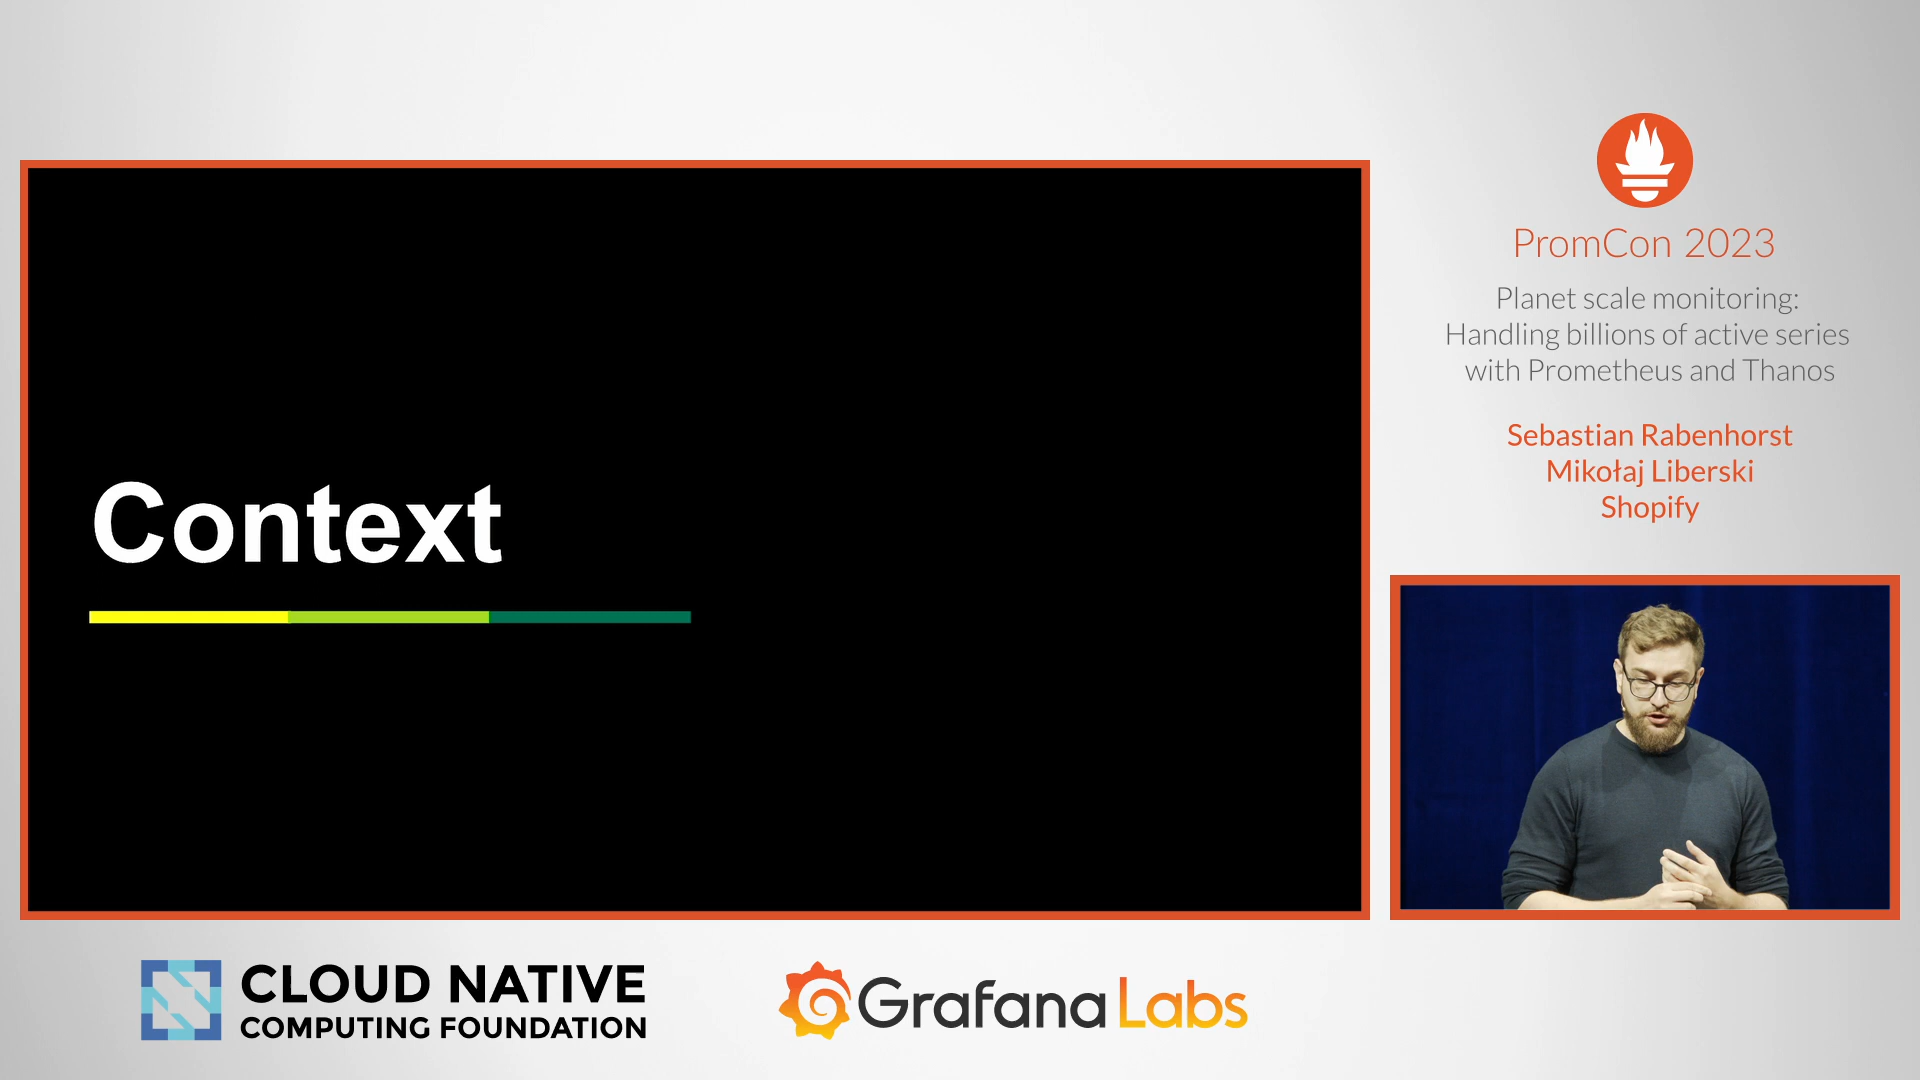 Context
PromCon 2023
Planet scale monitoring:
Handling billions of active series
with Prometheus and Thanos
Sebastian Rabenhorst
Mikołaj Liberski
Shopify
CLOUD NATIVE
COMPUTING FOUNDATION
Grafana Labs